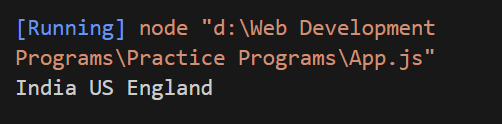 [Running] node "d:\Web Development
Programs\Practice Programs\App.js"
India US England